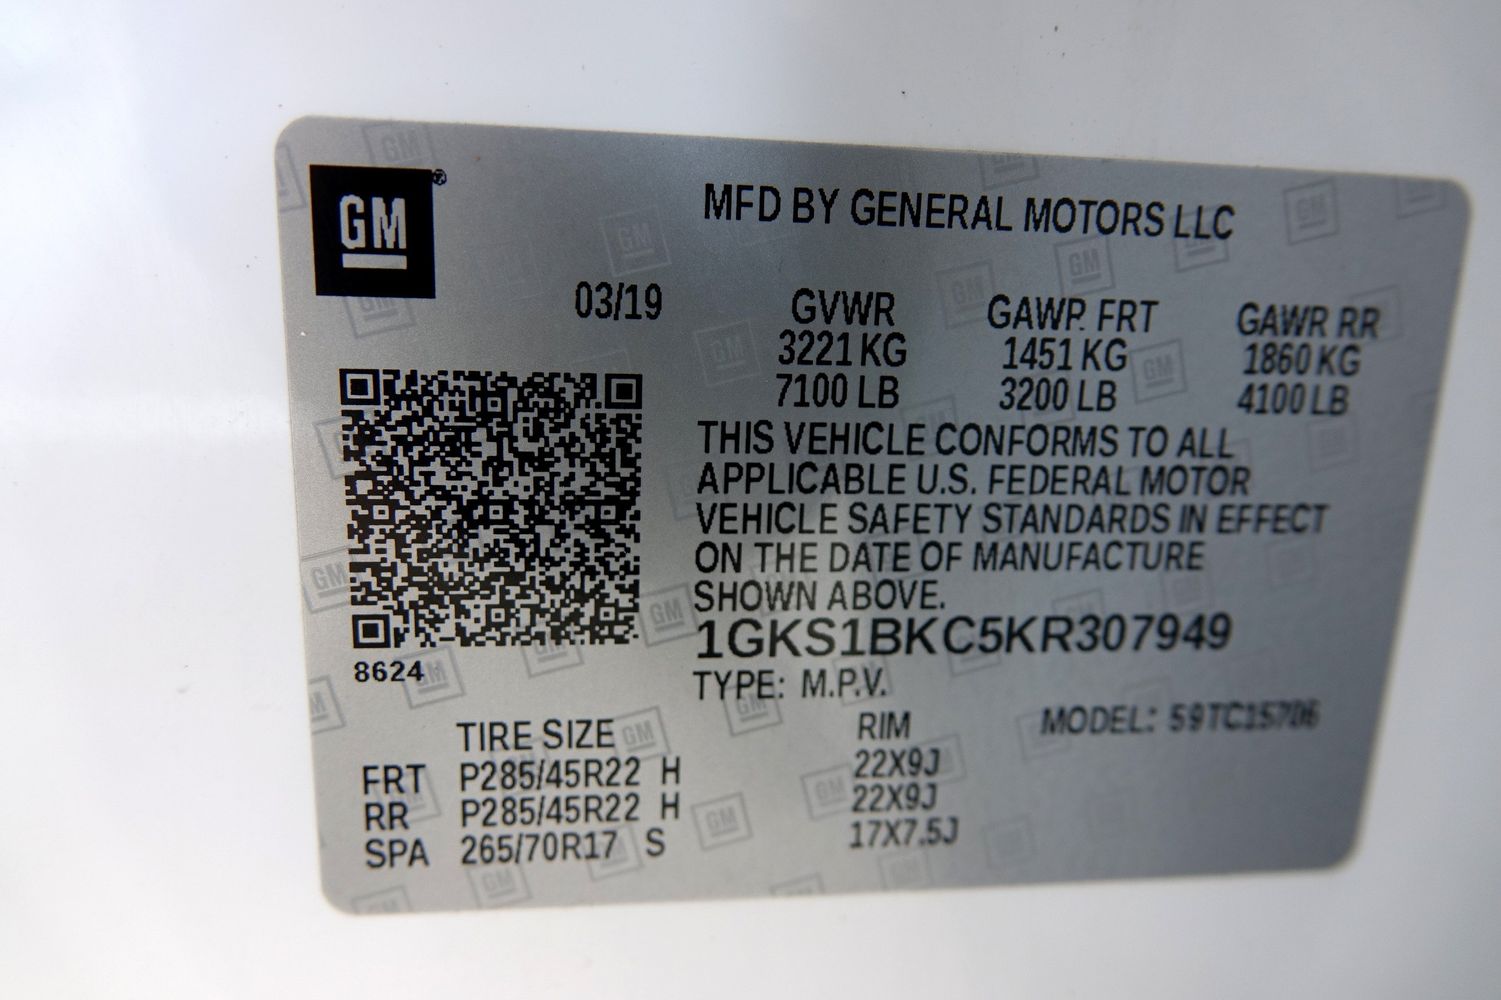 GM
MFD BY GENERAL MOTORS LLC
03/19
GVWR GAWR FRT GAWR RR
3221 KG 1451 KG 1860 KG
7100 LB 3200 LB 4100 LB
THIS VEHICLE CONFORMS TO ALL
APPLICABLE U.S. FEDERAL MOTOR
VEHICLE SAFETY STANDARDS IN EFFECT
ON THE DATE OF MANUFACTURE
SHOWN ABOVE.
1GKS1BKC5KR307949
8624
TYPE: M.P.V.
TIRE SIZE RIM MODEL: 59TC15706
FRT P285/45R22 H 22X9J
RR P285/45R22 H 22X9J
SPA 265/70R17 S 17X7.5J